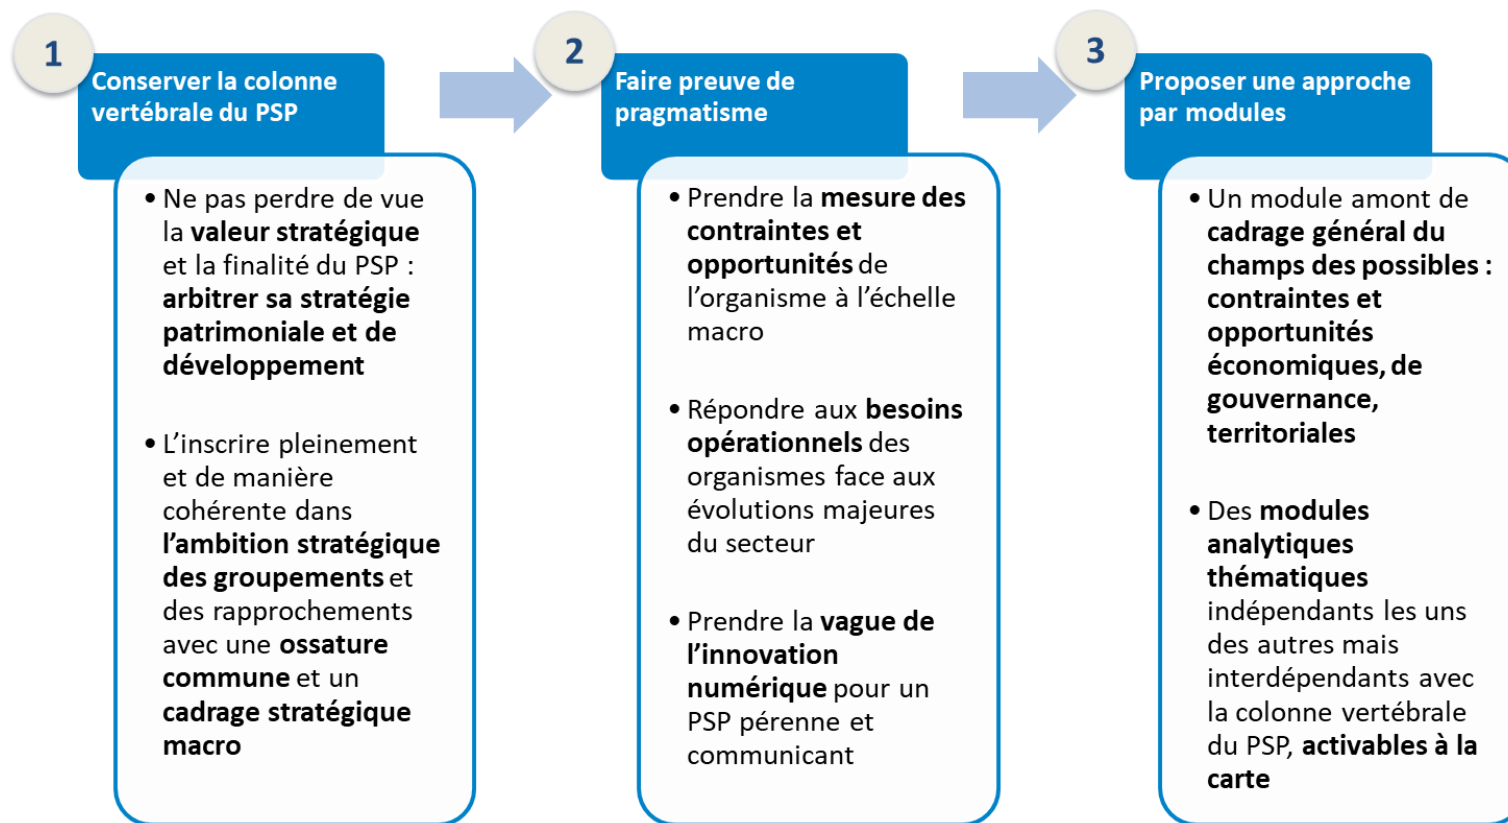 1
Conserver la colonne
vertébrale du PSP
• Ne pas perdre de vue
la valeur stratégique
et la finalité du PSP :
arbitrer sa stratégie
patrimoniale et de
développement
• L’inscrire pleinement
et de manière
cohérente dans
l’ambition stratégique
des groupements et
des rapprochements
avec une ossature
commune et un
cadrage stratégique
macro
2
Faire preuve de
pragmatisme
• Prendre la mesure des
contraintes et
opportunités de
l’organisme à l’échelle
macro
• Répondre aux besoins
opérationnels des
organismes face aux
évolutions majeures
du secteur
• Prendre la vague de
l’innovation
numérique pour un
PSP pérenne et
communicant
3
Proposer une approche
par modules
• Un module amont de
cadrage général du
champs des possibles :
contraintes et
opportunités
économiques, de
gouvernance,
territoriales
• Des modules
analytiques
thématiques
indépendants les uns
des autres mais
interdépendants avec
la colonne vertébrale
du PSP, activables à la
carte